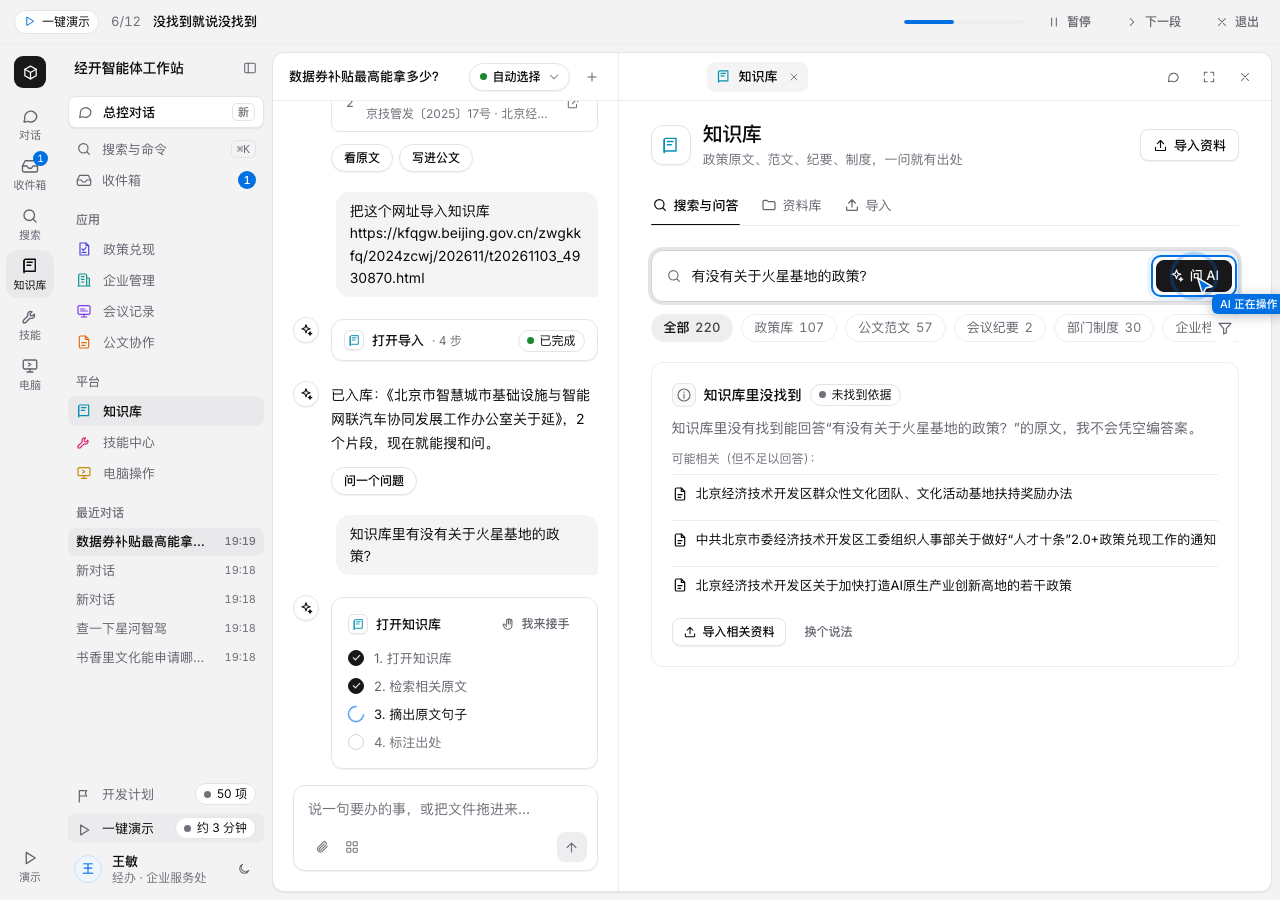 一键演示
6/12
没找到就说没找到
暂停
下一段
退出
对话
1
收件箱
搜索
知识库
技能
电脑
演示
经开智能体工作站
总控对话
新
搜索与命令
⌘K
收件箱
1
应用
政策兑现
企业管理
会议记录
公文协作
平台
知识库
技能中心
电脑操作
最近对话
数据券补贴最高能拿...
19:19
新对话
19:18
新对话
19:18
查一下星河智驾
19:18
书香里文化能申请哪...
19:18
开发计划
50 项
一键演示
约 3 分钟
王
王敏
经办 · 企业服务处
数据券补贴最高能拿多少?
自动选择
2
京技管发〔2025〕17号 · 北京经...
看原文
写进公文
把这个网址导入知识库
https://kfqgw.beijing.gov.cn/zwgkk
fq/2024zcwj/202611/t20261103_49
30870.html
打开导入
· 4 步
已完成
已入库:《北京市智慧城市基础设施与智能
网联汽车协同发展工作办公室关于延》，2
个片段，现在就能搜和问。
问一个问题
知识库里有没有关于火星基地的政
策?
打开知识库
我来接手
1. 打开知识库
2. 检索相关原文
3. 摘出原文句子
4. 标注出处
说一句要办的事，或把文件拖进来...
知识库
知识库
政策原文、范文、纪要、制度，一问就有出处
导入资料
搜索与问答
资料库
导入
有没有关于火星基地的政策?
问 AI
AI 正在操作
全部 220
政策库 107
公文范文 57
会议纪要 2
部门制度 30
企业档
知识库里没找到
未找到依据
知识库里没有找到能回答“有没有关于火星基地的政策？”的原文，我不会凭空编答案。
可能相关（但不足以回答）：
北京经济技术开发区群众性文化团队、文化活动基地扶持奖励办法
中共北京市委经济技术开发区工委组织人事部关于做好“人才十条”2.0+政策兑现工作的通知
北京经济技术开发区关于加快打造AI原生产业创新高地的若干政策
导入相关资料
换个说法